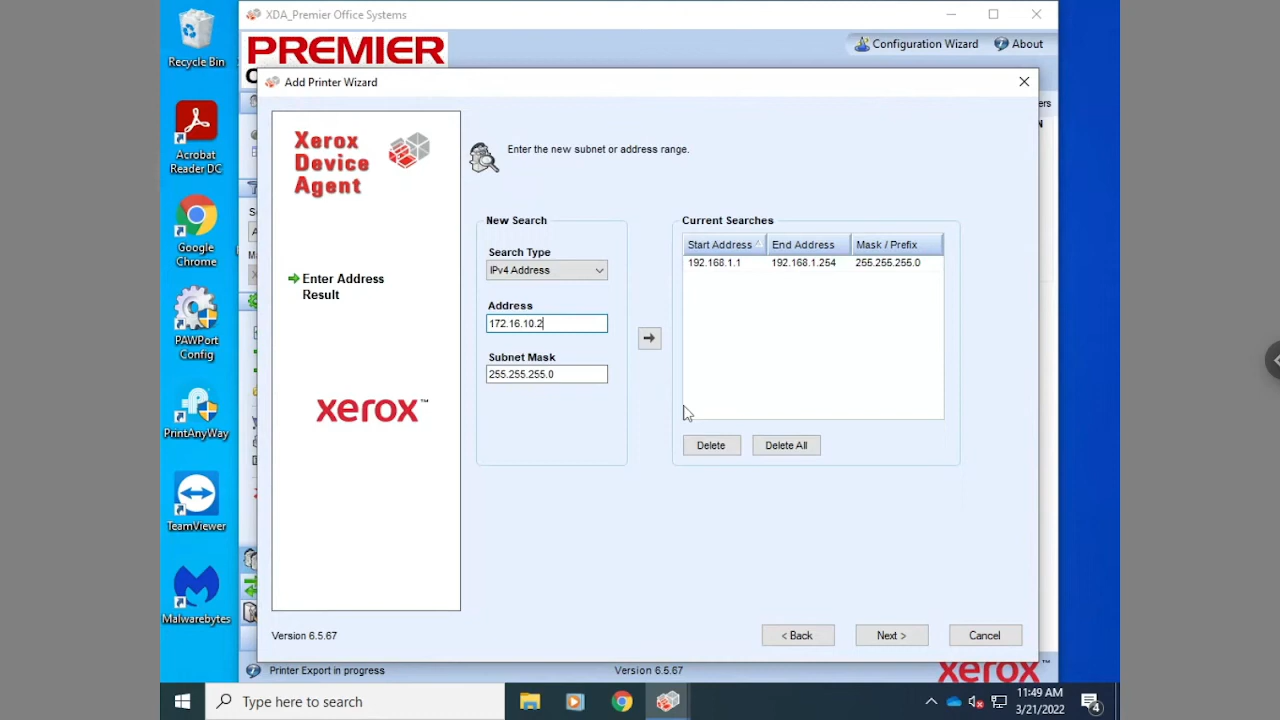 Recycle Bin
Acrobat
Reader DC
Google
Chrome
PAWPort
Config
PrintAnyWay
TeamViewer
Malwarebytes
XDA_Premier Office Systems
PREMIER
Configuration Wizard
About
Add Printer Wizard
ers
Xerox
Device
Agent
Enter Address
Result
xerox™
Version 6.5.67
Enter the new subnet or address range.
New Search
Search Type
IPv4 Address
Address
172.16.10.2
Subnet Mask
255.255.255.0
Current Searches
Start Address End Address Mask / Prefix
192.168.1.1 192.168.1.254 255.255.255.0
Delete
Delete All
< Back
Next >
Cancel
Printer Export in progress
Version 6.5.67
xerox™
Type here to search
11:49 AM
3/21/2022
4